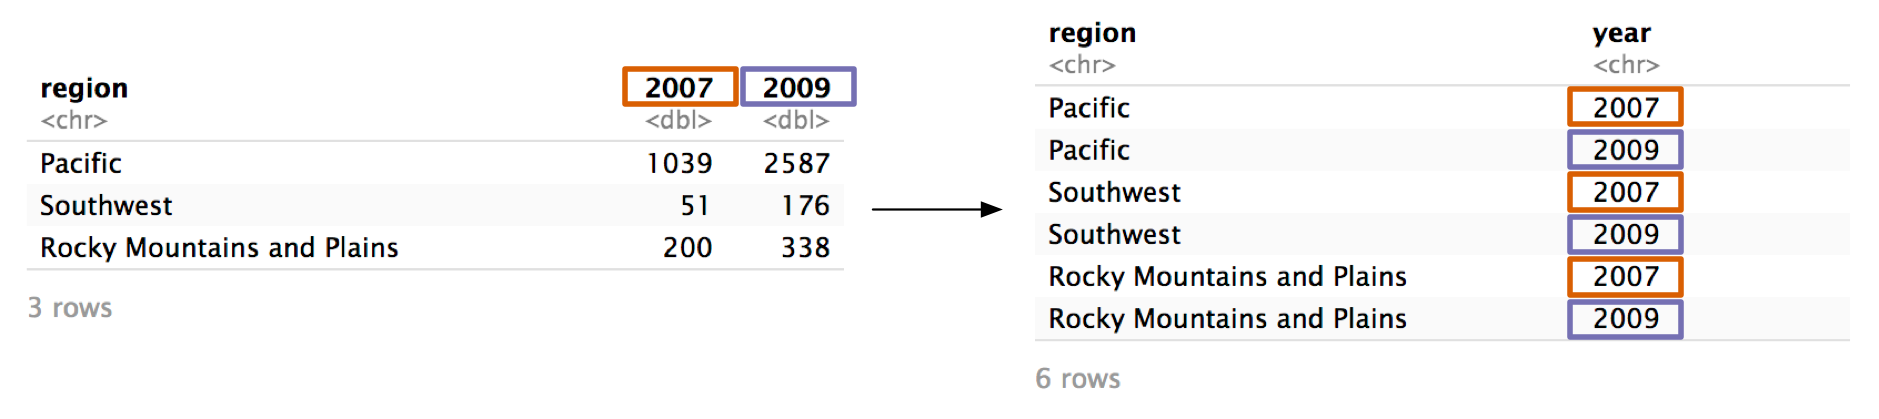 region 2007 2009
<chr> <dbl> <dbl>
Pacific 1039 2587
Southwest 51 176
Rocky Mountains and Plains 200 338
3 rows
region year
<chr> <chr>
Pacific 2007
Pacific 2009
Southwest 2007
Southwest 2009
Rocky Mountains and Plains 2007
Rocky Mountains and Plains 2009
6 rows